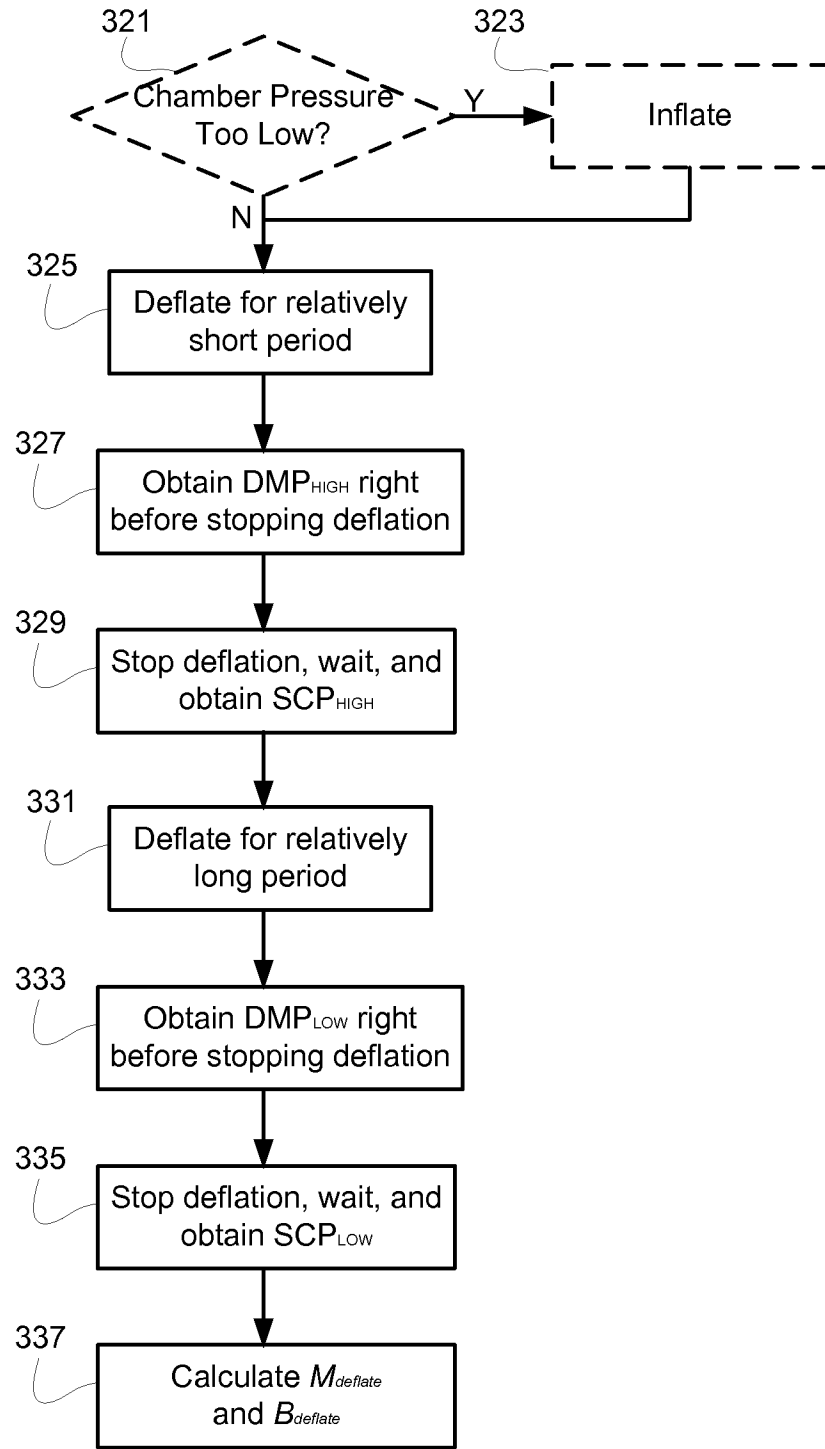 321
323
Chamber Pressure
Too Low?
Y
Inflate
N
325
Deflate for relatively
short period
327
Obtain DMPHIGH right
before stopping deflation
329
Stop deflation, wait, and
obtain SCPHIGH
331
Deflate for relatively
long period
333
Obtain DMPLOW right
before stopping deflation
335
Stop deflation, wait, and
obtain SCPLOW
337
Calculate Mdeflate
and Bdeflate